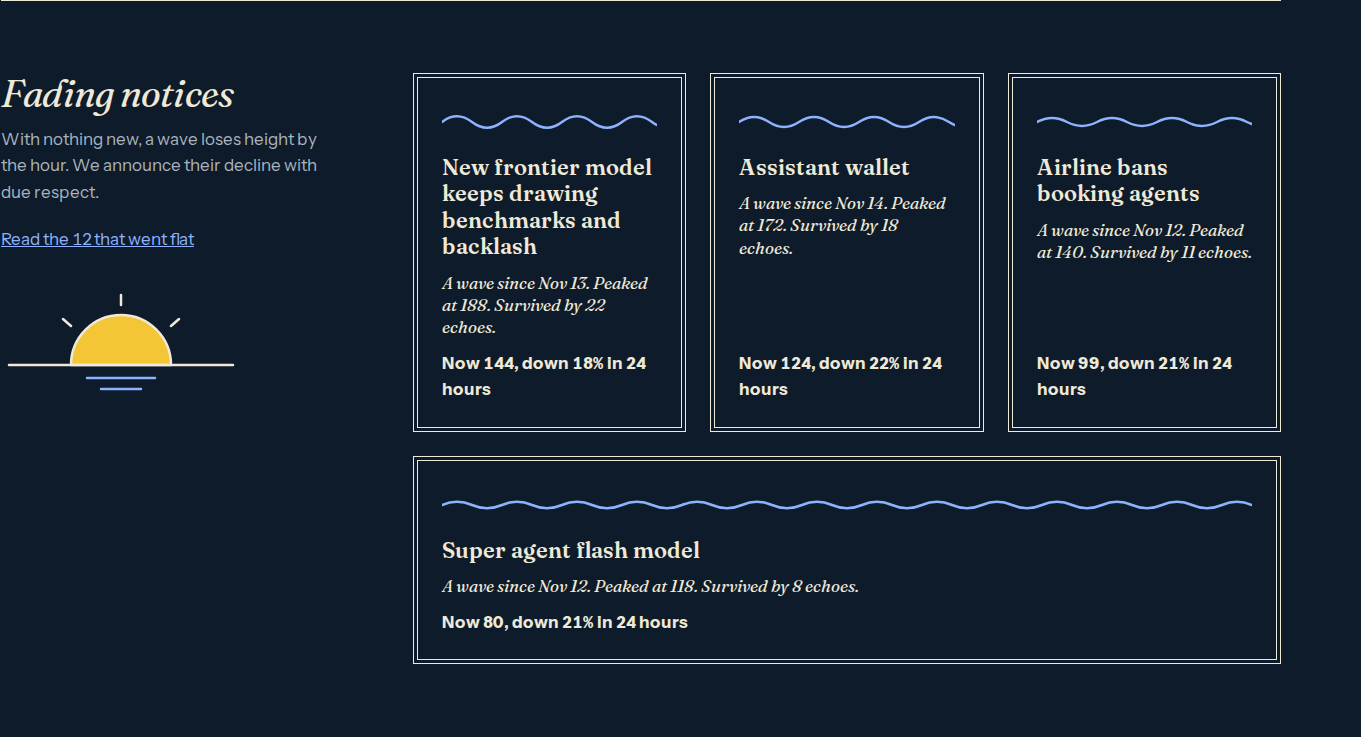 Fading notices
With nothing new, a wave loses height by
the hour. We announce their decline with
due respect.
Read the 12 that went flat
New frontier model
keeps drawing
benchmarks and
backlash
A wave since Nov 13. Peaked
at 188. Survived by 22
echoes.
Now 144, down 18% in 24
hours
Assistant wallet
A wave since Nov 14. Peaked
at 172. Survived by 18
echoes.
Now 124, down 22% in 24
hours
Airline bans
booking agents
A wave since Nov 12. Peaked
at 140. Survived by 11 echoes.
Now 99, down 21% in 24
hours
Super agent flash model
A wave since Nov 12. Peaked at 118. Survived by 8 echoes.
Now 80, down 21% in 24 hours